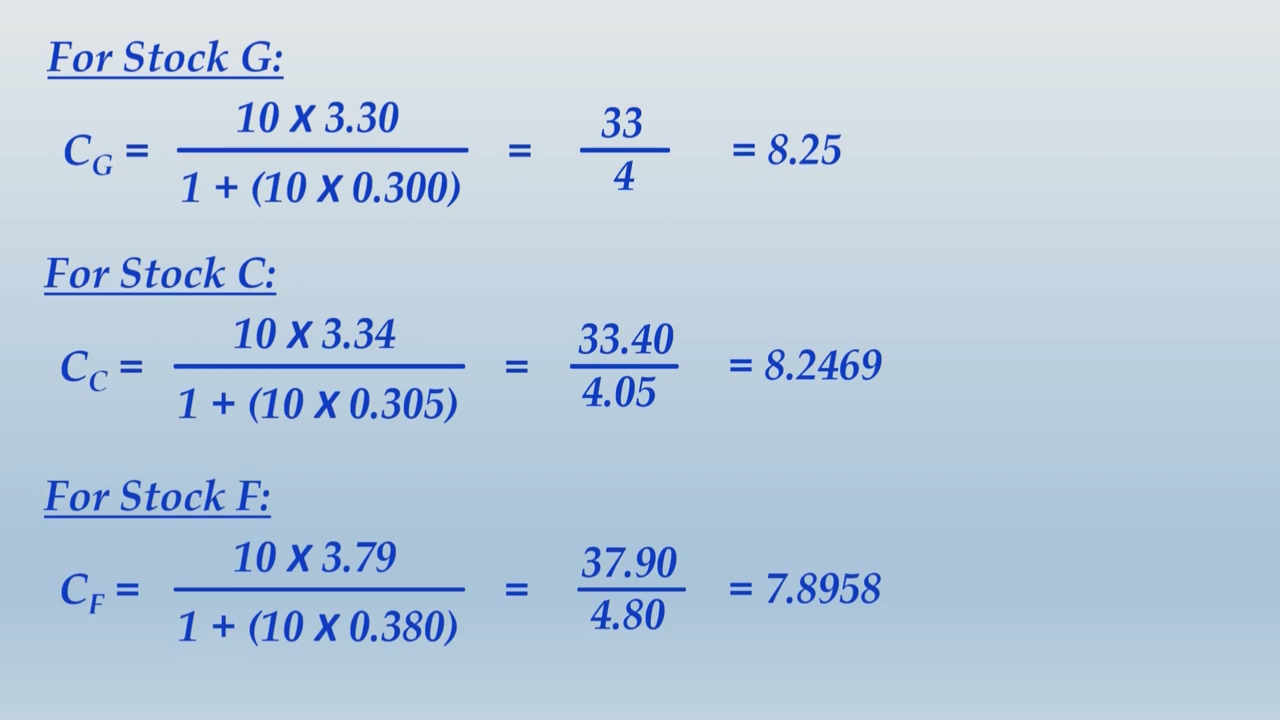 For Stock G:
C_G = 10 X 3.30 / 1 + (10 X 0.300) = 33 / 4 = 8.25
For Stock C:
C_C = 10 X 3.34 / 1 + (10 X 0.305) = 33.40 / 4.05 = 8.2469
For Stock F:
C_F = 10 X 3.79 / 1 + (10 X 0.380) = 37.90 / 4.80 = 7.8958